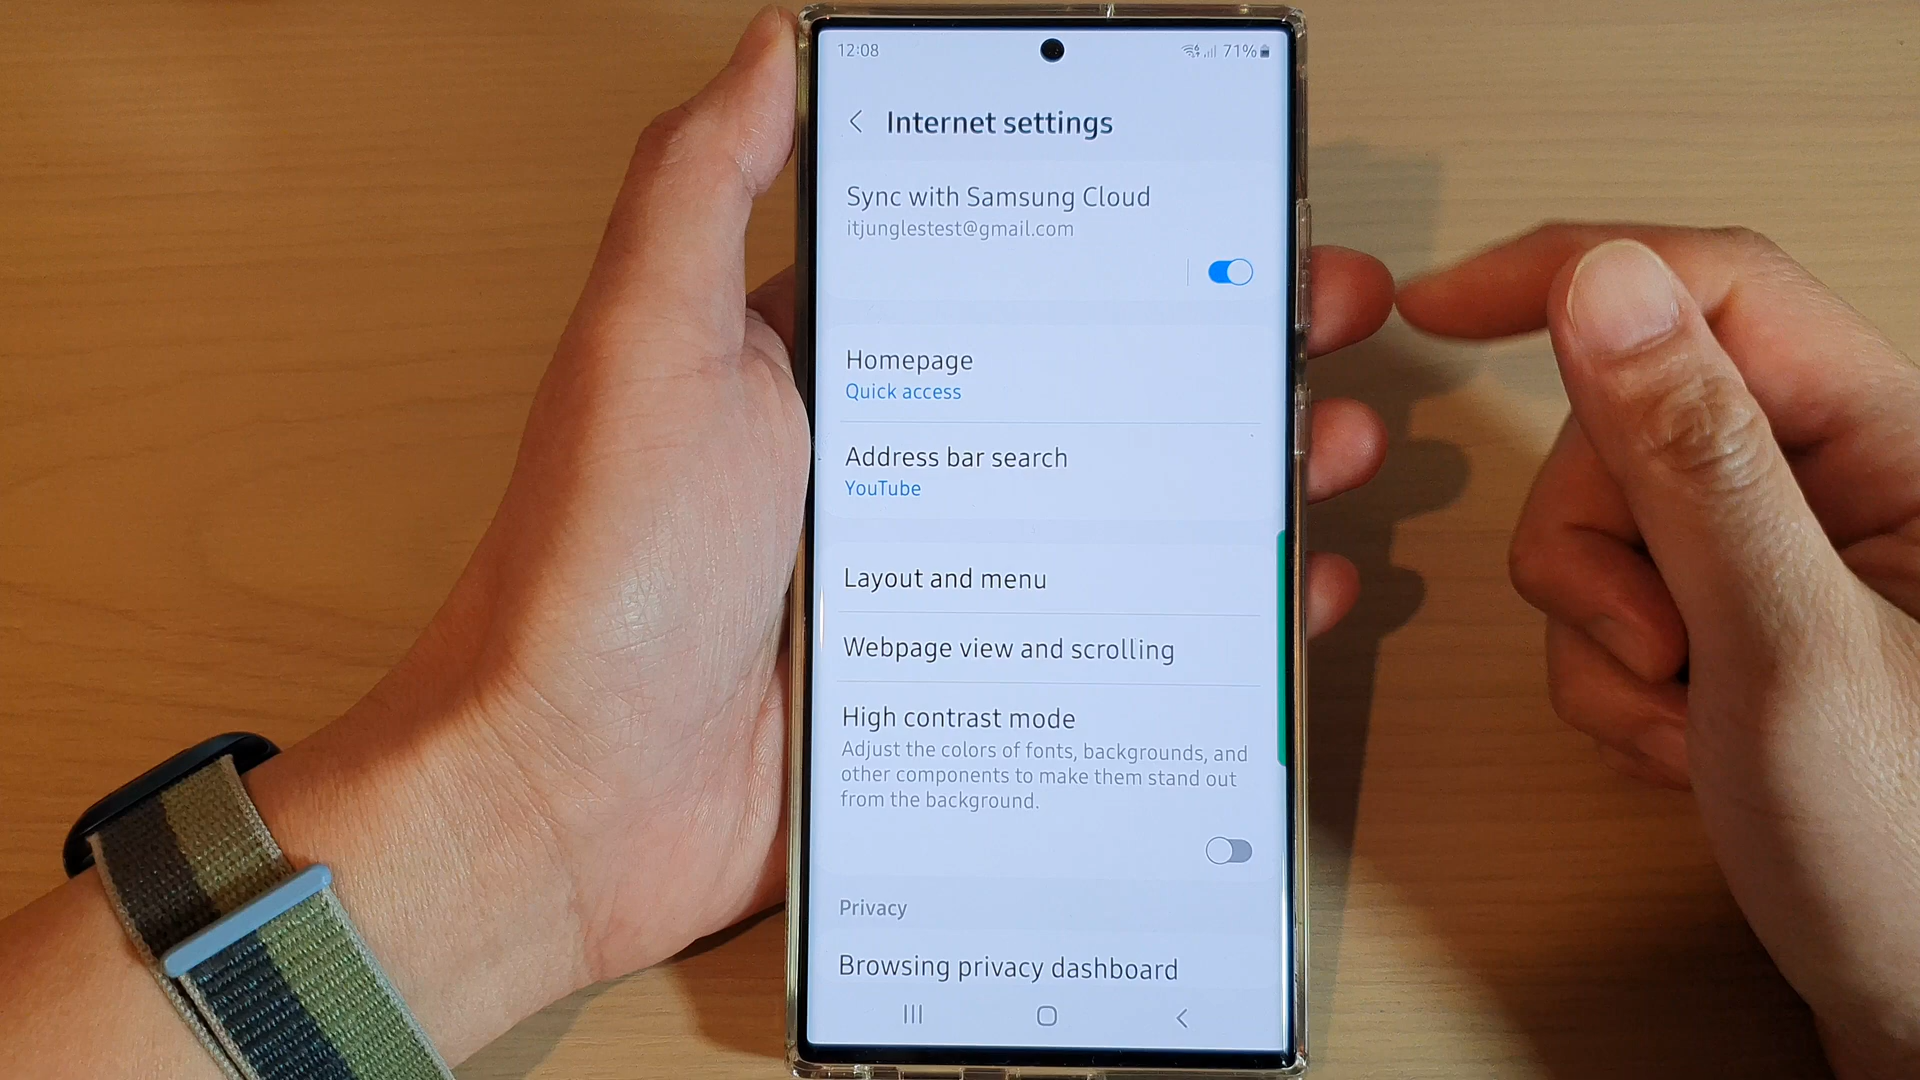 12:08
71%
Internet settings
Sync with Samsung Cloud
itjunglestest@gmail.com
Homepage
Quick access
Address bar search
YouTube
Layout and menu
Webpage view and scrolling
High contrast mode
Adjust the colors of fonts, backgrounds, and
other components to make them stand out
from the background.
Privacy
Browsing privacy dashboard